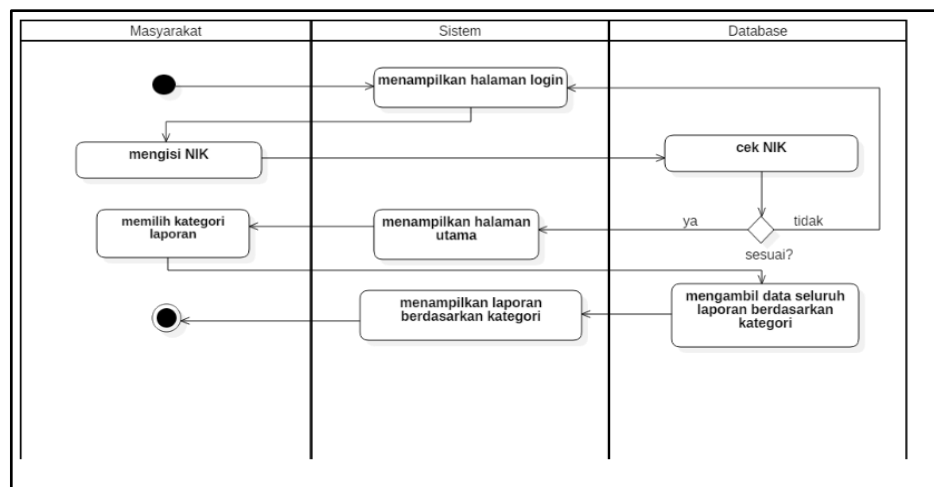 Masyarakat
Sistem
Database
menampilkan halaman login
mengisi NIK
cek NIK
memilih kategori
laporan
menampilkan halaman
utama
ya
tidak
sesuai?
menampilkan laporan
berdasarkan kategori
mengambil data seluruh
laporan berdasarkan
kategori